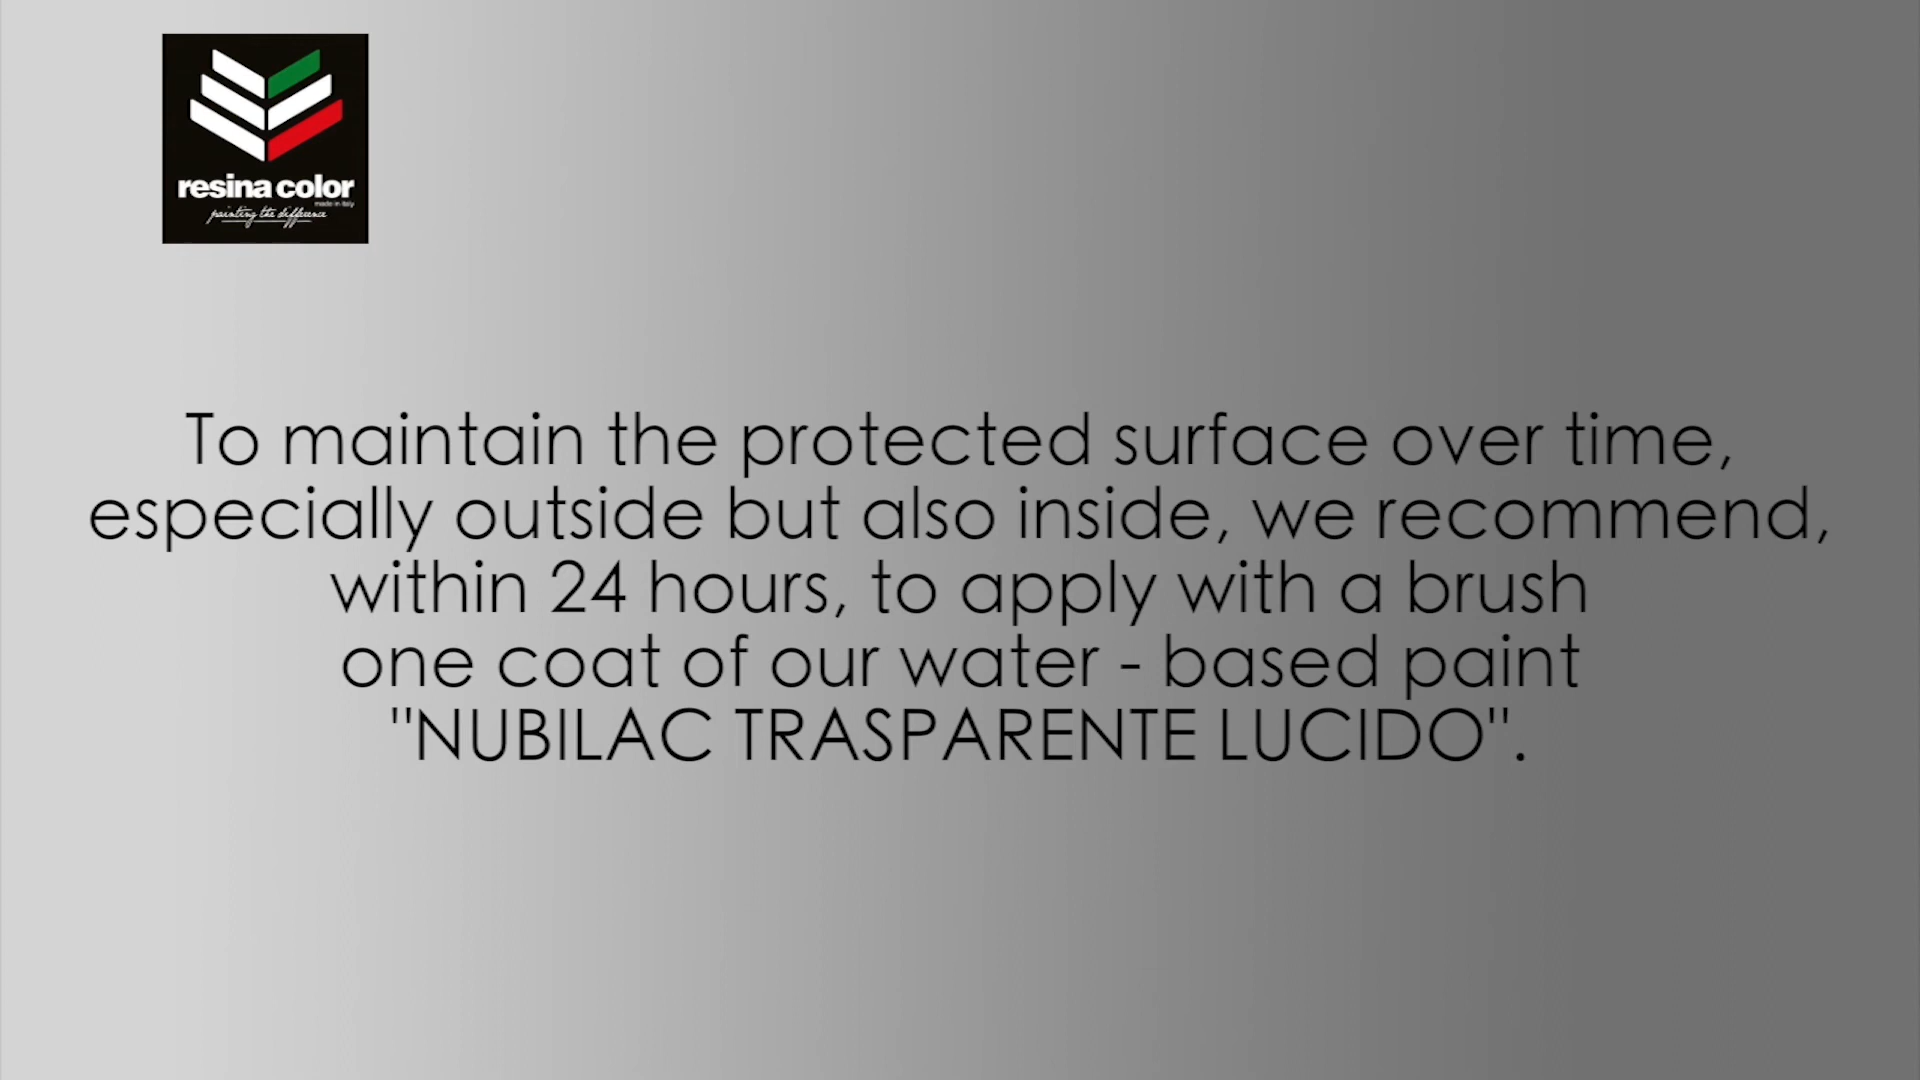 resina color
made in italy
painting the difference
To maintain the protected surface over time,
especially outside but also inside, we recommend,
within 24 hours, to apply with a brush
one coat of our water - based paint
"NUBILAC TRASPARENTE LUCIDO".